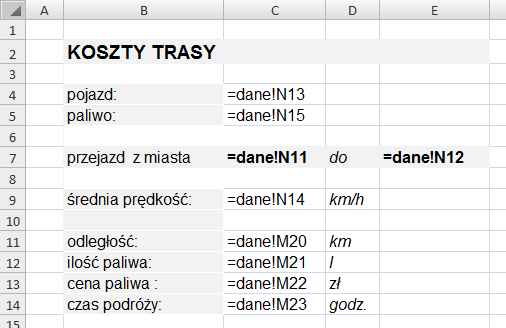 A B C D E
1
2 KOSZTY TRASY
3
4 pojazd: =dane!N13
5 paliwo: =dane!N15
6
7 przejazd z miasta =dane!N11 do =dane!N12
8
9 średnia prędkość: =dane!N14 km/h
10
11 odległość: =dane!M20 km
12 ilość paliwa: =dane!M21 l
13 cena paliwa : =dane!M22 zł
14 czas podróży: =dane!M23 godz.
15